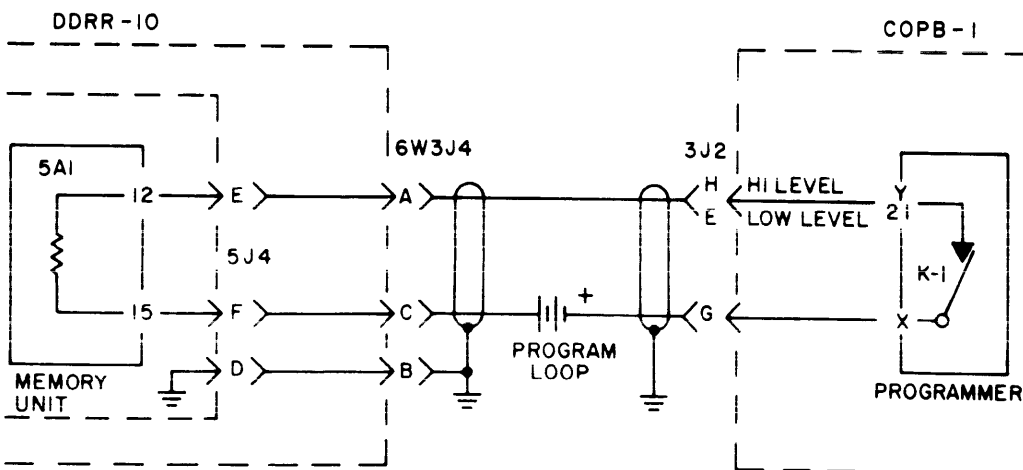 DDRR-10
COPB-1
5A1
6W3J4
3J2
12
E
A
H
HI LEVEL
Y
E
LOW LEVEL
21
5J4
K-1
15
F
C
+
G
X
PROGRAM
LOOP
D
B
MEMORY
UNIT
PROGRAMMER